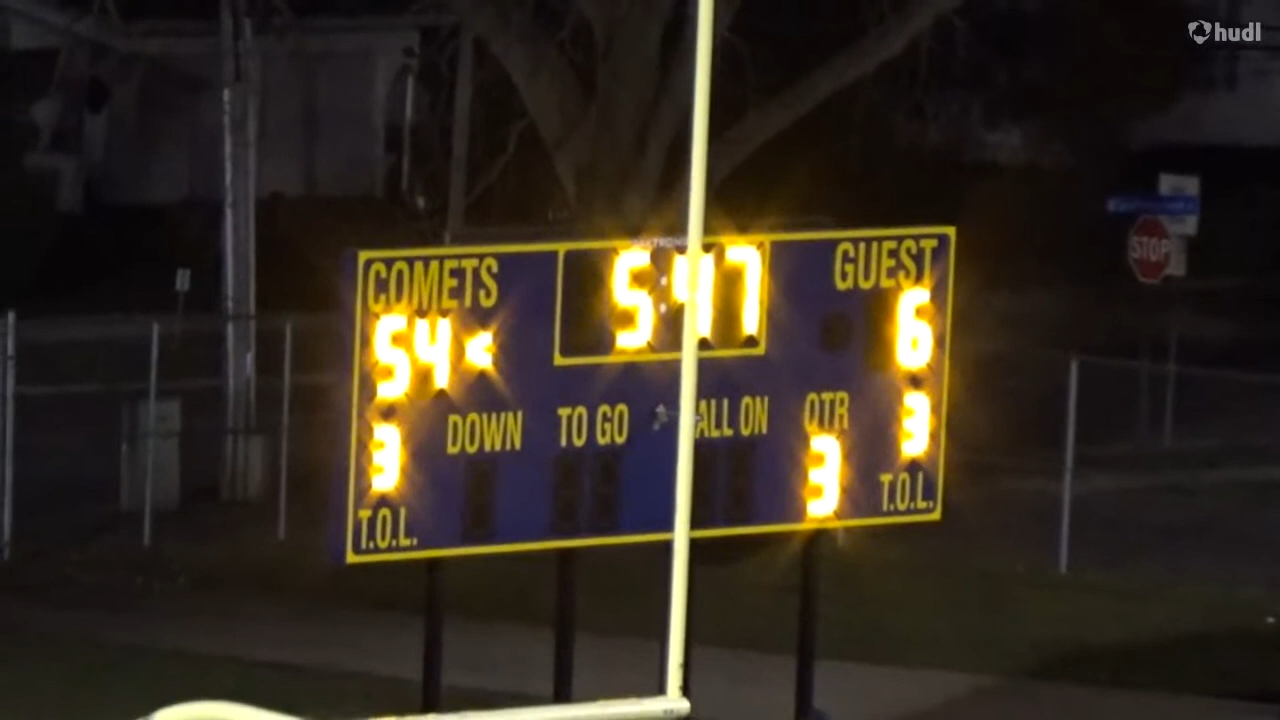 hudl
COMETS 5:47 GUEST
54 < 6
DOWN TO GO ALL ON QTR
3 3 3
T.O.L. T.O.L.
STOP